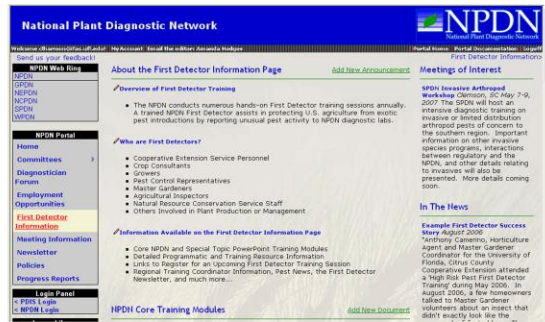 National Plant Diagnostic Network
NPDN
National Plant Diagnostic Network
My Account Email the editor: Amanda Hodges
Portal Home Portal Documentation Logoff
Send us your feedback!
First Detector Information>
NPDN Web Ring
NPDN
GPDN
NEPDN
NCPDN
SPDN
WPDN
NPDN Portal
Home
Committees >
Diagnostician
Forum
Employment
Opportunities
First Detector
Information
Meeting Information
Newsletter
Policies
Progress Reports
Login Panel
< PDIS Login
< NPDN Login
About the First Detector Information Page
Add New Announcement
Overview of First Detector Training
• The NPDN conducts numerous hands-on First Detector training sessions annually.
A trained NPDN First Detector assists in protecting U.S. agriculture from exotic
pest introductions by reporting unusual pest activity to NPDN diagnostic labs.
Who are First Detectors?
• Cooperative Extension Service Personnel
• Crop Consultants
• Growers
• Pest Control Representatives
• Master Gardeners
• Agricultural Inspectors
• Natural Resource Conservation Service Staff
• Others Involved in Plant Production or Management
Information Available on the First Detector Information Page
• Core NPDN and Special Topic PowerPoint Training Modules
• Detailed Programmatic and Training Resource Information
• Links to Register for an Upcoming First Detector Training Session
• Regional Training Coordinator Information, Pest News, the First Detector
Newsletter, and much more...
NPDN Core Training Modules
Add New Document
Meetings of Interest
SPDN Invasive Arthropod
Workshop Clemson, SC May 7-9,
2007 The SPDN will host an
intensive diagnostic training on
invasive or limited distribution
arthropod pests of concern to
the southern region. Important
information on other invasive
species programs, interactions
between regulatory and the
NPDN, and other details relating
to invasives will also be
presented. More details coming
soon.
In The News
Example First Detector Success
Story August 2006
"Anthony Camerino, Horticulture
Agent and Master Gardener
Coordinator for the University of
Florida, Citrus County
Cooperative Extension attended
a 'High Risk Pest First Detector
Training' during May 2006. In
August 2006, a few homeowners
talked to Master Gardener
volunteers about an insect that
didn't exactly look like the